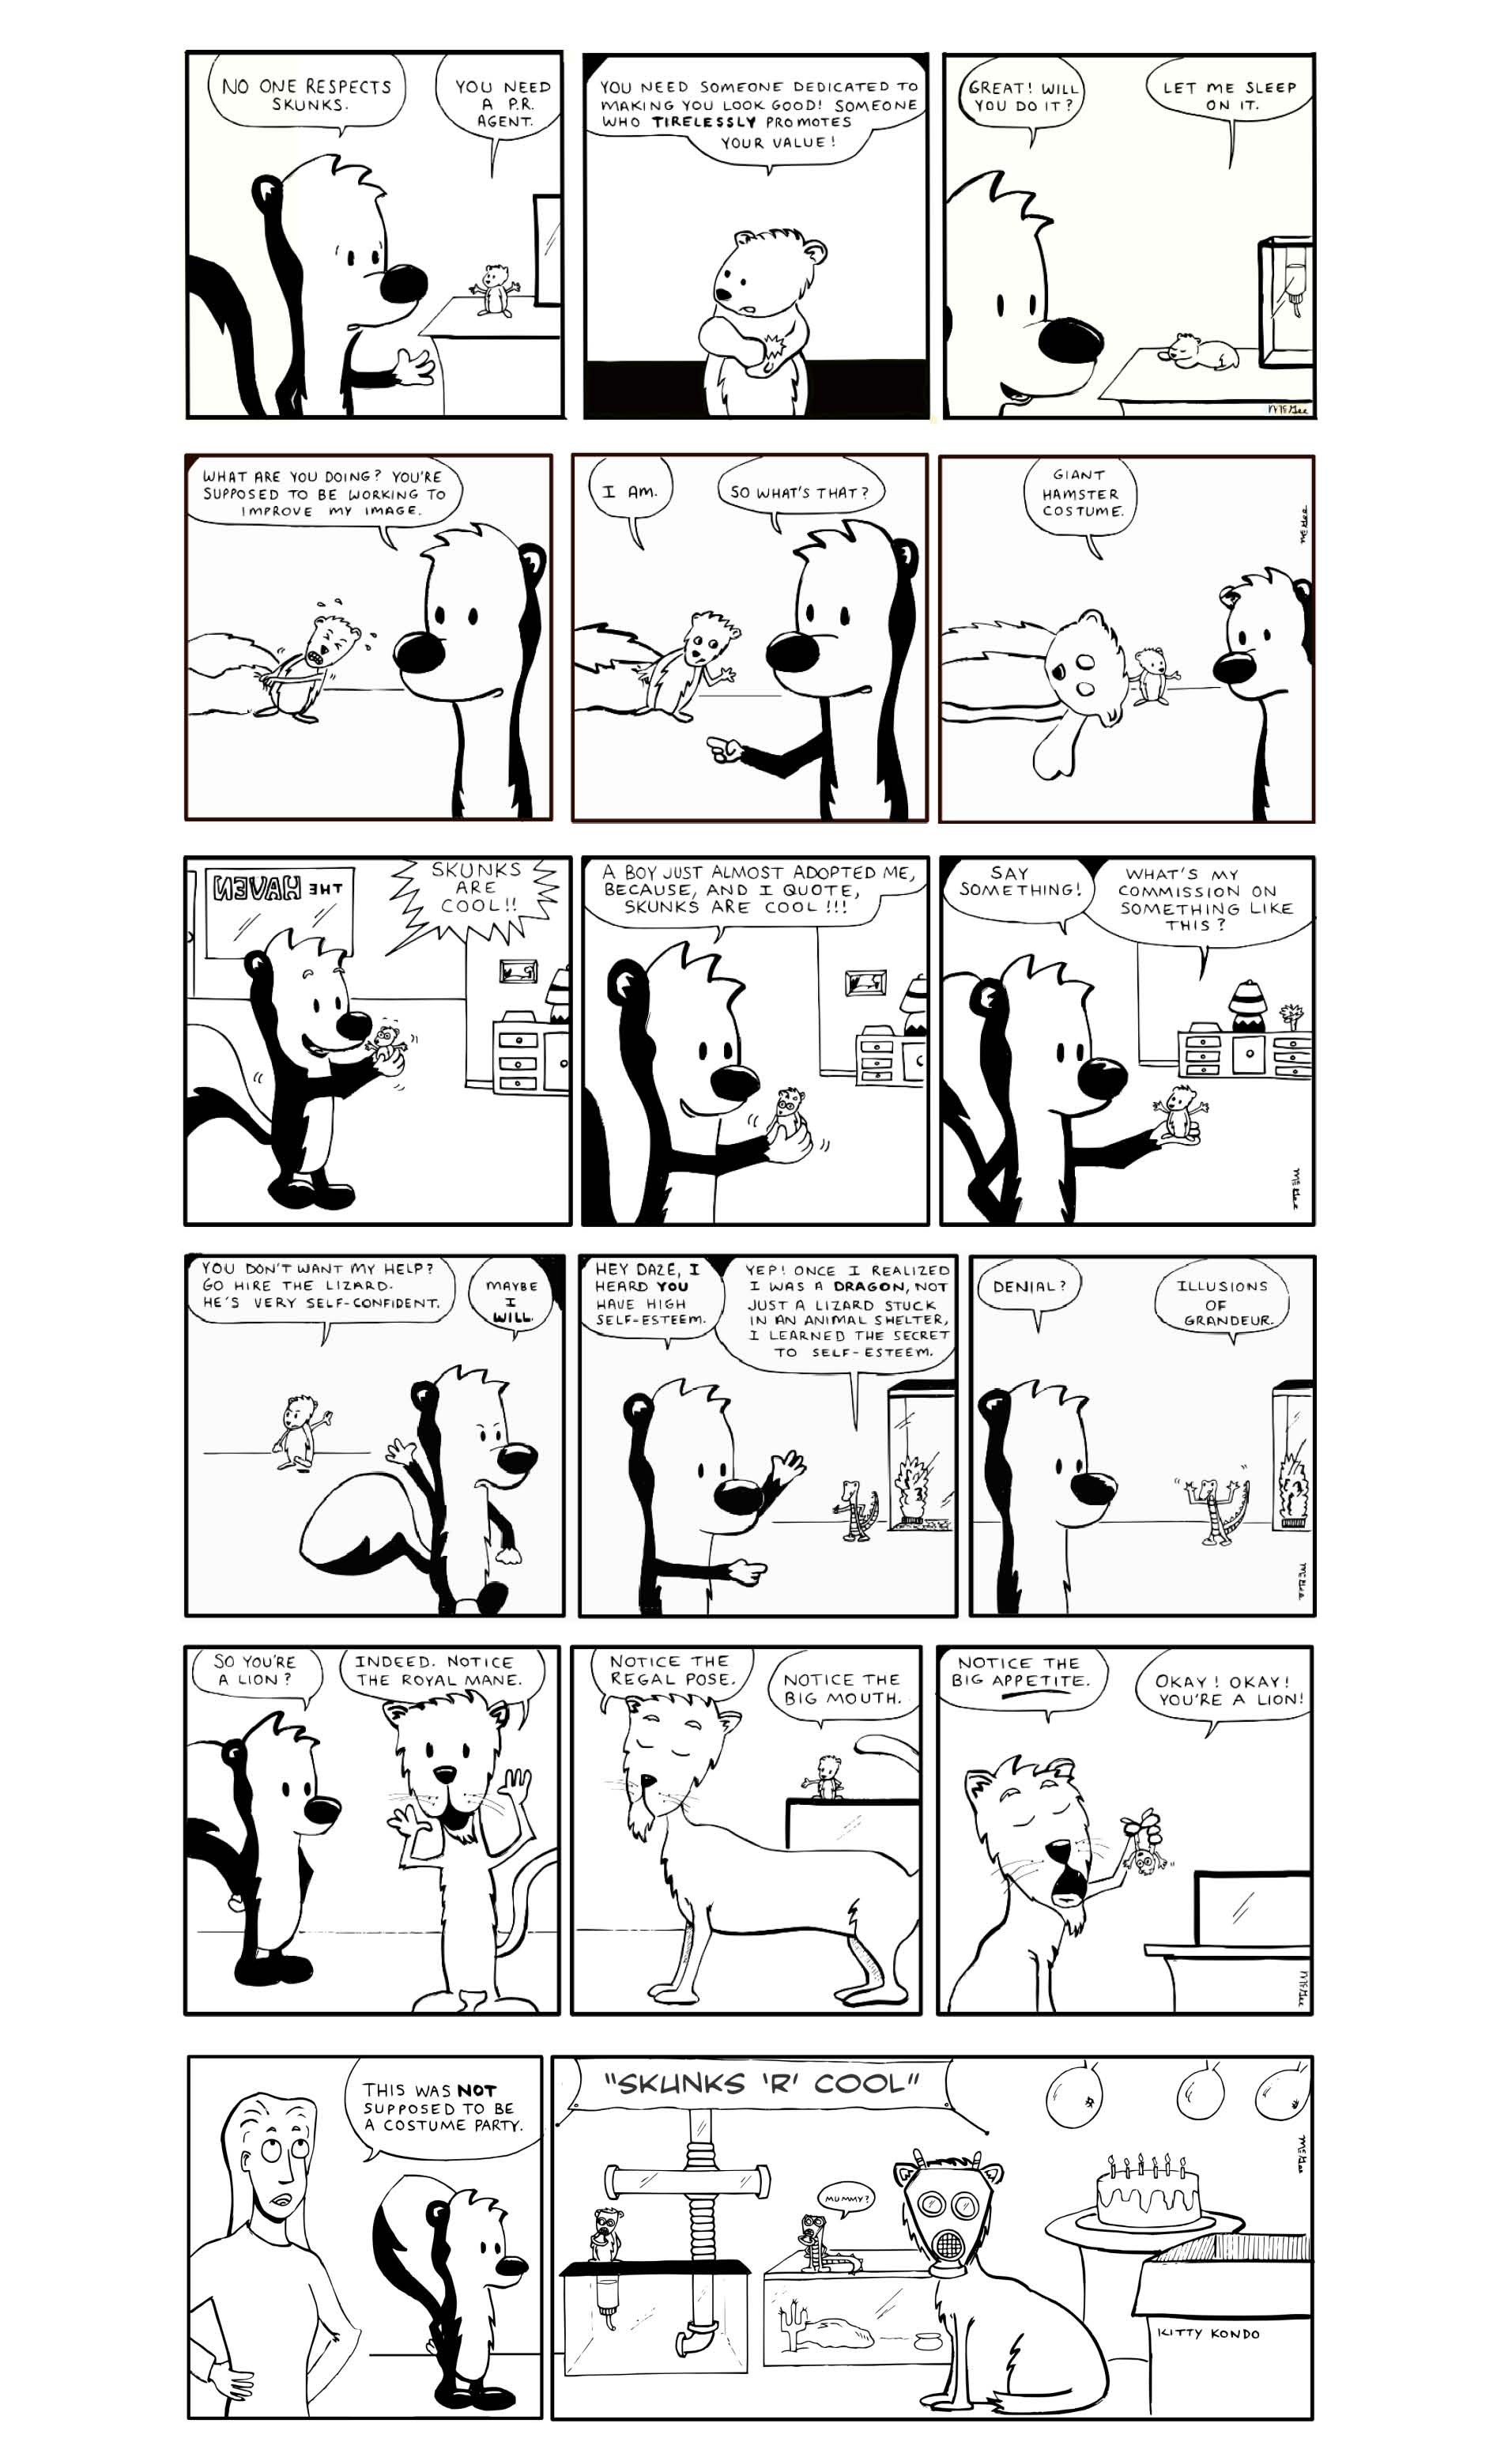 NO ONE RESPECTS
SKUNKS.
YOU NEED
A P.R.
AGENT.
YOU NEED SOMEONE DEDICATED TO
MAKING YOU LOOK GOOD! SOMEONE
WHO TIRELESSLY PROMOTES
YOUR VALUE!
GREAT! WILL
YOU DO IT?
LET ME SLEEP
ON IT.
McGee
WHAT ARE YOU DOING? YOU'RE
SUPPOSED TO BE WORKING TO
IMPROVE MY IMAGE.
I AM.
SO WHAT'S THAT?
GIANT
HAMSTER
COSTUME.
McGee
THE HAVEN
SKUNKS
ARE
COOL!!
A BOY JUST ALMOST ADOPTED ME,
BECAUSE, AND I QUOTE,
SKUNKS ARE COOL!!!
SAY
SOMETHING!
WHAT'S MY
COMMISSION ON
SOMETHING LIKE
THIS?
McGee
YOU DON'T WANT MY HELP?
GO HIRE THE LIZARD.
HE'S VERY SELF-CONFIDENT.
MAYBE
I
WILL.
HEY DAZE, I
HEARD YOU
HAVE HIGH
SELF-ESTEEM.
YEP! ONCE I REALIZED
I WAS A DRAGON, NOT
JUST A LIZARD STUCK
IN AN ANIMAL SHELTER,
I LEARNED THE SECRET
TO SELF-ESTEEM.
DENIAL?
ILLUSIONS
OF
GRANDEUR.
McGee
SO YOU'RE
A LION?
INDEED. NOTICE
THE ROYAL MANE.
NOTICE THE
REGAL POSE.
NOTICE THE
BIG MOUTH.
NOTICE THE
BIG APPETITE.
OKAY! OKAY!
YOU'RE A LION!
McGee
THIS WAS NOT
SUPPOSED TO BE
A COSTUME PARTY.
"SKUNKS 'R' COOL"
MUMMY?
KITTY KONDO
McGee